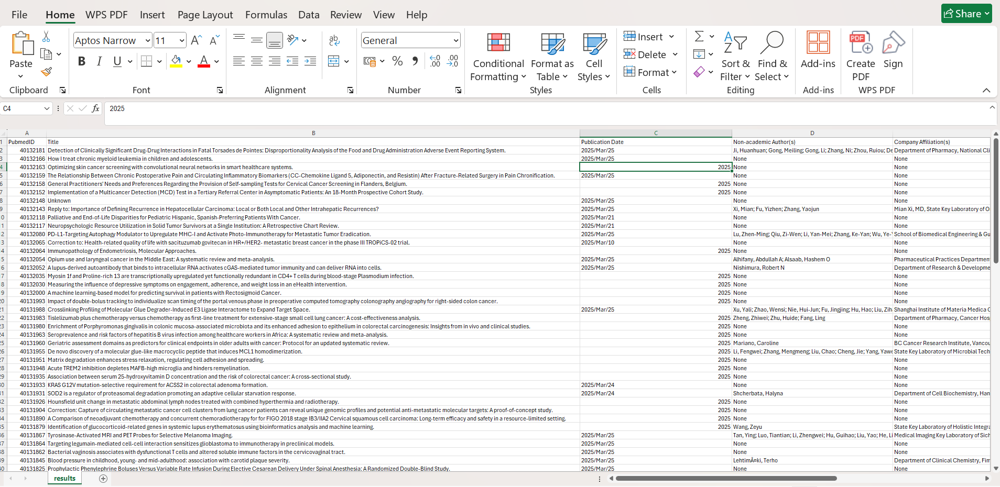 File Home WPS PDF Insert Page Layout Formulas Data Review View Help Share
Aptos Narrow 11 General Insert
Delete
Format
Paste B I U ab c % .00 .00 Conditional Formatting Format as Table Cell Styles Sort & Filter Find & Select Add-ins Create PDF Sign
Clipboard Font Alignment Number Styles Cells Editing Add-ins WPS PDF
C4 fx 2025
A B C D
1 PubmedID Title Publication Date Non-academic Author(s) Company Affiliation(s)
2 40132181 Detection of Clinically Significant Drug-Drug Interactions in Fatal Torsades de Pointes: Disproportionality Analysis of the Food and Drug Administration Adverse Event Reporting System. 2025/Mar/25 Ji, Huanhuan; Gong, Meiling; Gong, Li; Zhang, Ni; Zhou, Ruiou; De Department of Pharmacy, National Cli
3 40132166 How I treat chronic myeloid leukemia in children and adolescents. 2025/Mar/25 None None
4 40132163 Optimizing skin cancer screening with convolutional neural networks in smart healthcare systems. 2025 None None
5 40132159 The Relationship Between Chronic Postoperative Pain and Circulating Inflammatory Biomarkers (CC-Chemokine Ligand 5, Adiponectin, and Resistin) After Fracture-Related Surgery in Pain Chronification. 2025/Mar/25 None None
6 40132158 General Practitioners' Needs and Preferences Regarding the Provision of Self-sampling Tests for Cervical Cancer Screening in Flanders, Belgium. 2025 None None
7 40132152 Implementation of a Multicancer Detection (MCD) Test in a Tertiary Referral Center in Asymptomatic Patients: An 18-Month Prospective Cohort Study. 2025 None None
8 40132148 Unknown 2025/Mar/25 None None
9 40132143 Reply to: Importance of Defining Recurrence in Hepatocellular Carcinoma: Local or Both Local and Other Intrahepatic Recurrences? 2025/Mar/25 Xi, Mian; Fu, Yizhen; Zhang, Yaojun Mian Xi, MD, State Key Laboratory of O
10 40132118 Palliative and End-of-Life Disparities for Pediatric Hispanic, Spanish-Preferring Patients With Cancer. 2025/Mar/21 None None
11 40132117 Neuropsychologic Resource Utilization in Solid Tumor Survivors at a Single Institution: A Retrospective Chart Review. 2025/Mar/21 None None
12 40132080 PD-L1-Targeting Autophagy Modulator to Upregulate MHC-I and Activate Photo-Immunotherapy for Metastatic Tumor Eradication. 2025/Mar/25 Lu, Zhen-Ming; Qiu, Zi-Wen; Li, Yan-Mei; Zhang, Ke-Yan; Wu, Ye- School of Biomedical Engineering & Gu
13 40132065 Correction to: Health-related quality of life with sacituzumab govitecan in HR+/HER2- metastatic breast cancer in the phase III TROPiCS-02 trial. 2025/Mar/10 None None
14 40132064 Immunopathology of Endometriosis, Molecular Approaches. 2025 None None
15 40132054 Opium use and laryngeal cancer in the Middle East: A systematic review and meta-analysis. 2025/Mar/25 Alhifany, Abdullah A; Alsaab, Hashem O Pharmaceutical Practices Department
16 40132052 A lupus-derived autoantibody that binds to intracellular RNA activates cGAS-mediated tumor immunity and can deliver RNA into cells. 2025/Mar/25 Nishimura, Robert N Department of Research & Developme
17 40132035 Myosin 1f and Proline-rich 13 are transcriptionally upregulated yet functionally redundant in CD4+ T cells during blood-stage Plasmodium infection. 2025 None None
18 40132030 Measuring the influence of depressive symptoms on engagement, adherence, and weight loss in an eHealth intervention. 2025 None None
19 40132000 A machine learning-based model for predicting survival in patients with Rectosigmoid Cancer. 2025 None None
20 40131993 Impact of double-bolus tracking to individualize scan timing of the portal venous phase in preoperative computed tomography colonography angiography for right-sided colon cancer. 2025 None None
21 40131988 Crosslinking Profiling of Molecular Glue Degrader-Induced E3 Ligase Interactome to Expand Target Space. 2025/Mar/25 Xu, Yali; Zhao, Wensi; Nie, Hui-Jun; Fu, Jingjing; Hu, Hao; Liu, Zih Shanghai Institute of Materia Medica C
22 40131983 Tislelizumab plus chemotherapy versus chemotherapy as first-line treatment for extensive-stage small cell lung cancer: A cost-effectiveness analysis. 2025 Zheng, Zhiwei; Zhu, Huide; Fang, Ling Department of Pharmacy, Cancer Hos
23 40131980 Enrichment of Porphyromonas gingivalis in colonic mucosa-associated microbiota and its enhanced adhesion to epithelium in colorectal carcinogenesis: Insights from in vivo and clinical studies. 2025 None None
24 40131963 Seroprevalence and risk factors of hepatitis B virus infection among healthcare workers in Africa: A systematic review and meta-analysis. 2025 None None
25 40131960 Geriatric assessment domains as predictors for clinical endpoints in older adults with cancer: Protocol for an updated systematic review. 2025 Mariano, Caroline BC Cancer Research Institute, Vancou
26 40131955 De novo discovery of a molecular glue-like macrocyclic peptide that induces MCL1 homodimerization. 2025 Li, Fengwei; Zhang, Mengmeng; Liu, Chao; Cheng, Jie; Yang, Yawe State Key Laboratory of Microbial Tech
27 40131951 Matrix degradation enhances stress relaxation, regulating cell adhesion and spreading. 2025 None None
28 40131948 Acute TREM2 inhibition depletes MAFB-high microglia and hinders remyelination. 2025 None None
29 40131935 Association between serum 25-hydroxyvitamin D concentration and the risk of colorectal cancer: A cross-sectional study. 2025 None None
30 40131933 KRAS G12V mutation-selective requirement for ACSS2 in colorectal adenoma formation. 2025/Mar/24 None None
31 40131931 SOD2 is a regulator of proteasomal degradation promoting an adaptive cellular starvation response. 2025/Mar/24 Shcherbata, Halyna Department of Cell Biochemistry, Han
32 40131926 Hounsfield unit change in metastatic abdominal lymph nodes treated with combined hyperthermia and radiotherapy. 2025 None None
33 40131904 Correction: Capture of circulating metastatic cancer cell clusters from lung cancer patients can reveal unique genomic profiles and potential anti-metastatic molecular targets: A proof-of-concept study. 2025 None None
34 40131890 A Comparison of neoadjuvant chemotherapy and concurrent chemoradiotherapy for for FIGO 2018 stage IB3/IIA2 Cervical squamous cell carcinoma: Long-term efficacy and safety in a resource-limited setting. 2025 None None
35 40131879 Identification of glucocorticoid-related genes in systemic lupus erythematosus using bioinformatics analysis and machine learning. 2025 Wang, Zeyu State Key Laboratory of Holistic Integra
36 40131867 Tyrosinase-Activated MRI and PET Probes for Selective Melanoma Imaging. 2025/Mar/25 Tan, Ying; Luo, Tiantian; Li, Zhengwei; Hu, Guihao; Liu, Yao; He, Li Medical Imaging Key Laboratory of Sich
37 40131864 Targeting legumain-mediated cell-cell interaction sensitizes glioblastoma to immunotherapy in preclinical models. 2025/Mar/25 None None
38 40131862 Bacterial vaginosis associates with dysfunctional T cells and altered soluble immune factors in the cervicovaginal tract. 2025/Mar/25 None None
39 40131845 Blood pressure in childhood, young- and mid-adulthood: association with carotid plaque severity. 2025/Mar/25 LehtimÃ¤ki, Terho Department of Clinical Chemistry, Fim
40 40131825 Prophylactic Phenylephrine Boluses Versus Variable Rate Infusion During Elective Cesarean Delivery Under Spinal Anesthesia: A Randomized Double-Blind Study. 2025/Mar/25 None None
results